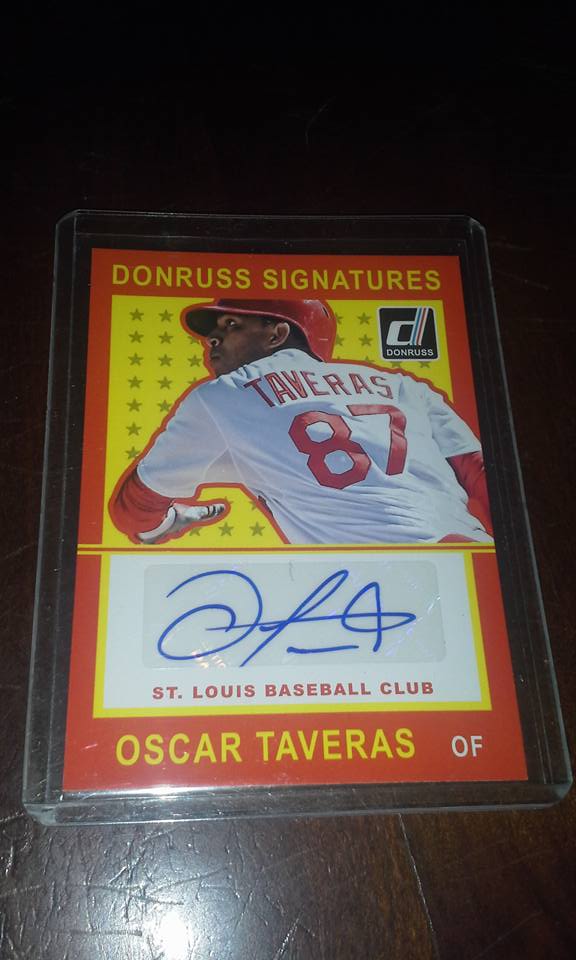 DONRUSS SIGNATURES
DONRUSS
TAVERAS
87
ST. LOUIS BASEBALL CLUB
OSCAR TAVERAS OF